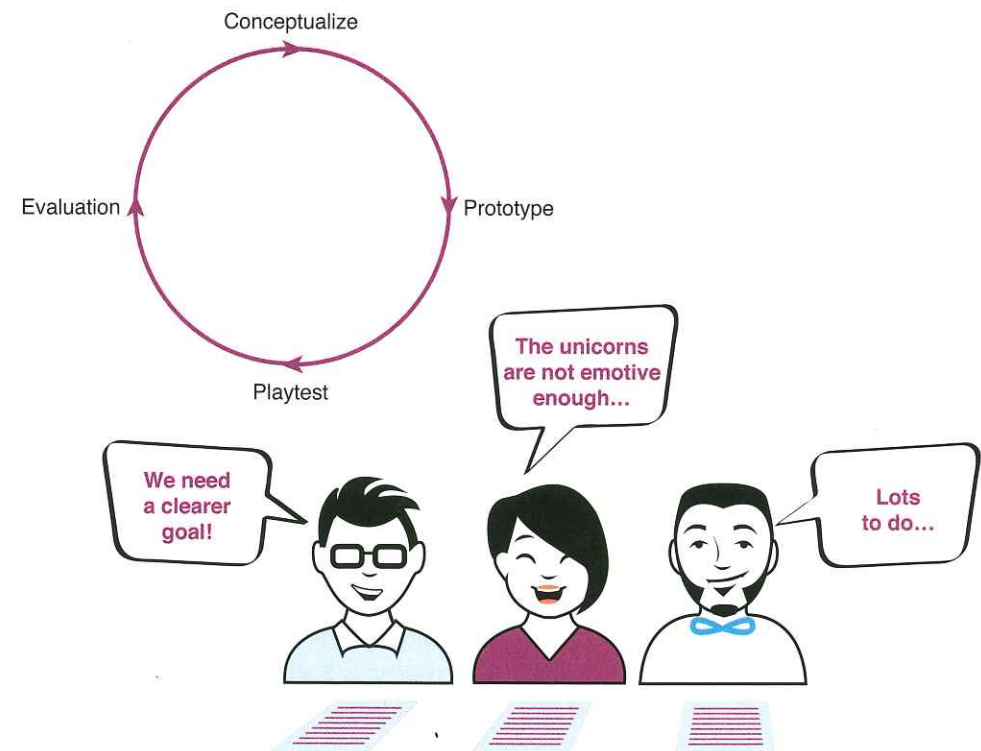 Conceptualize
Evaluation
Prototype
Playtest
The unicorns
are not emotive
enough...
We need
a clearer
goal!
Lots
to do...